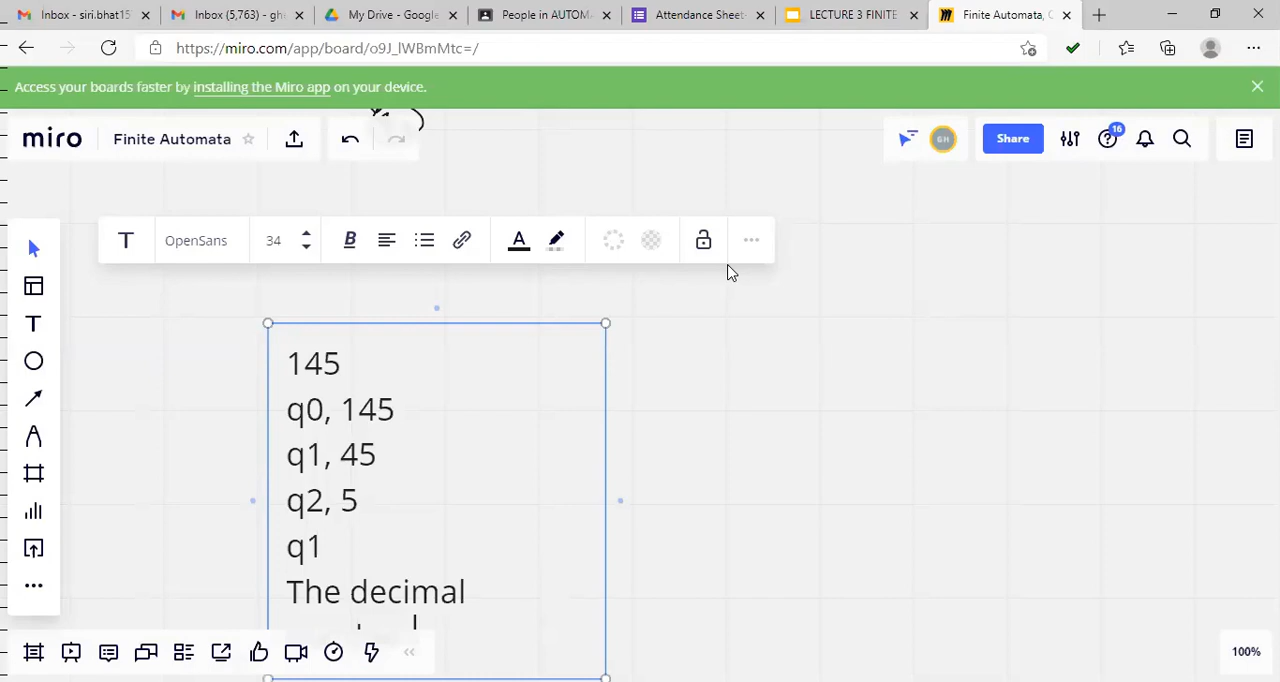 Inbox - siri.bhat15
Inbox (5,763) - gh
My Drive - Google
People in AUTOM
Attendance Sheet-
LECTURE 3 FINITE
Finite Automata, C
https://miro.com/app/board/o9J_lWBmMtc=/
Access your boards faster by installing the Miro app on your device.
miro
Finite Automata
GH
Share
16
OpenSans
34
B
A
145
q0, 145
q1, 45
q2, 5
q1
The decimal
100%